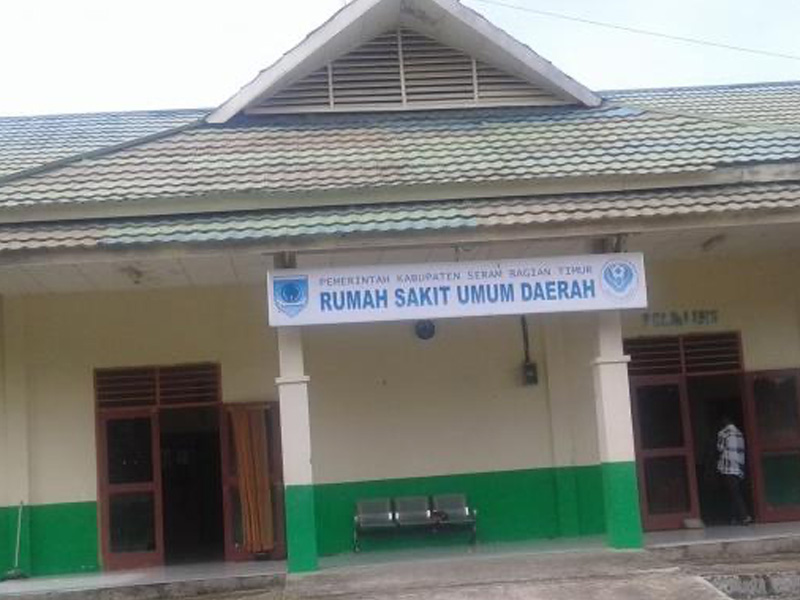 PEMERINTAH KABUPATEN SERAM BAGIAN TIMUR
RUMAH SAKIT UMUM DAERAH